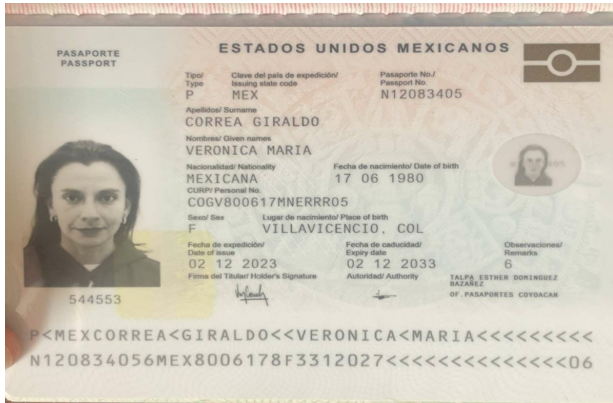 PASAPORTE
PASSPORT
ESTADOS UNIDOS MEXICANOS
Tipo/ Type
Clave del país de expedición/ Issuing state code
Pasaporte No./ Passport No.
P MEX N12083405
Apellidos/ Surname
CORREA GIRALDO
Nombres/ Given names
VERONICA MARIA
Nacionalidad/ Nationality
Fecha de nacimiento/ Date of birth
MEXICANA 17 06 1980
CURP/ Personal No.
COGV800617MNERRR05
Sexo/ Sex
Lugar de nacimiento/ Place of birth
F VILLAVICENCIO, COL
Fecha de expedición/ Date of issue
Fecha de caducidad/ Expiry date
Observaciones/ Remarks
02 12 2023 02 12 2033 6
Firma del Titular/ Holder's Signature
Autoridad/ Authority
TALPA ESTHER DOMINGUEZ
BAZAÑEZ
OF.PASAPORTES COYOACAN
544553
P<MEXCORREA<GIRALDO<<VERONICA<MARIA<<<<<<<<<
N120834056MEX8006178F3312027<<<<<<<<<<<<<<06